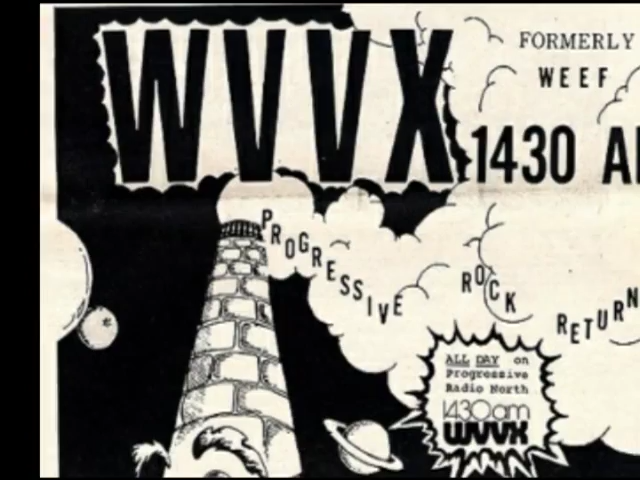 WVVX
FORMERLY
WEEF
1430 A
PROGRESSIVE
ROCK
RETURN
ALL DAY on
Progressive
Radio North
1430am
WVVX